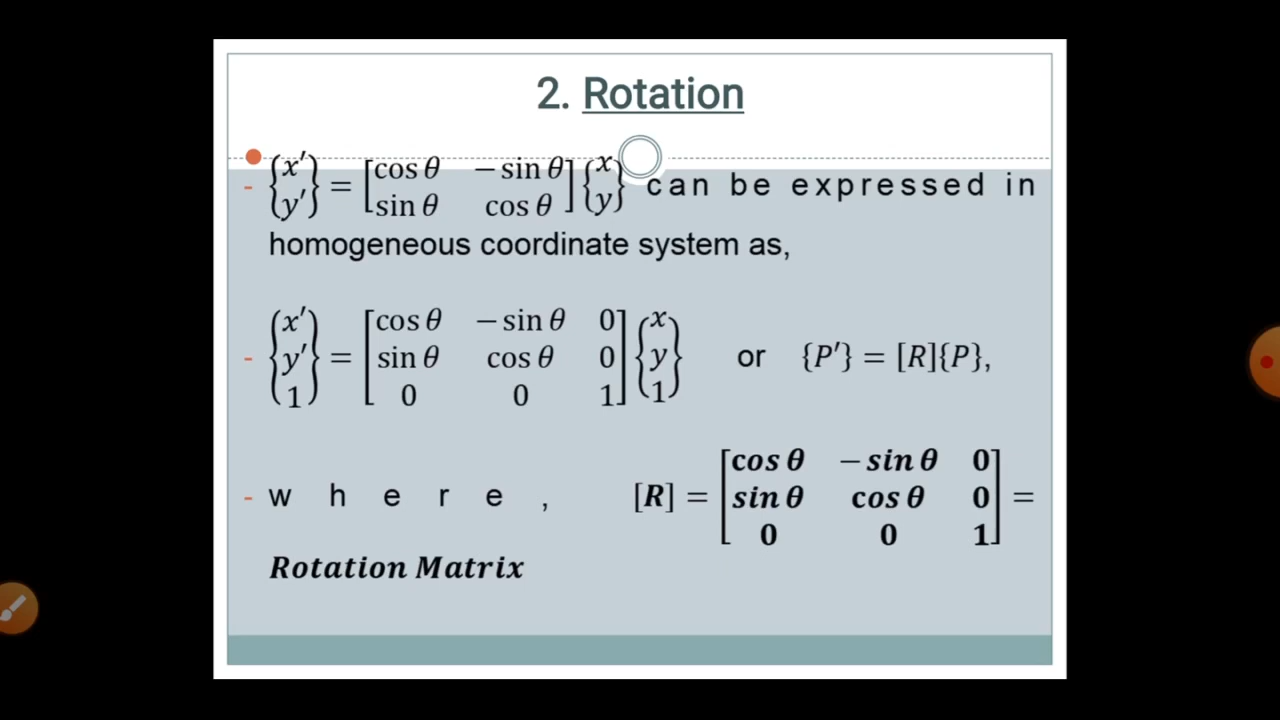 2. Rotation
- {x′ y′} = [cos θ −sin θ; sin θ cos θ] {x y} can be expressed in
homogeneous coordinate system as,
- {x′ y′ 1} = [cos θ −sin θ 0; sin θ cos θ 0; 0 0 1] {x y 1} or {P′} = [R]{P},
- where, [R] = [cos θ −sin θ 0; sin θ cos θ 0; 0 0 1] =
Rotation Matrix